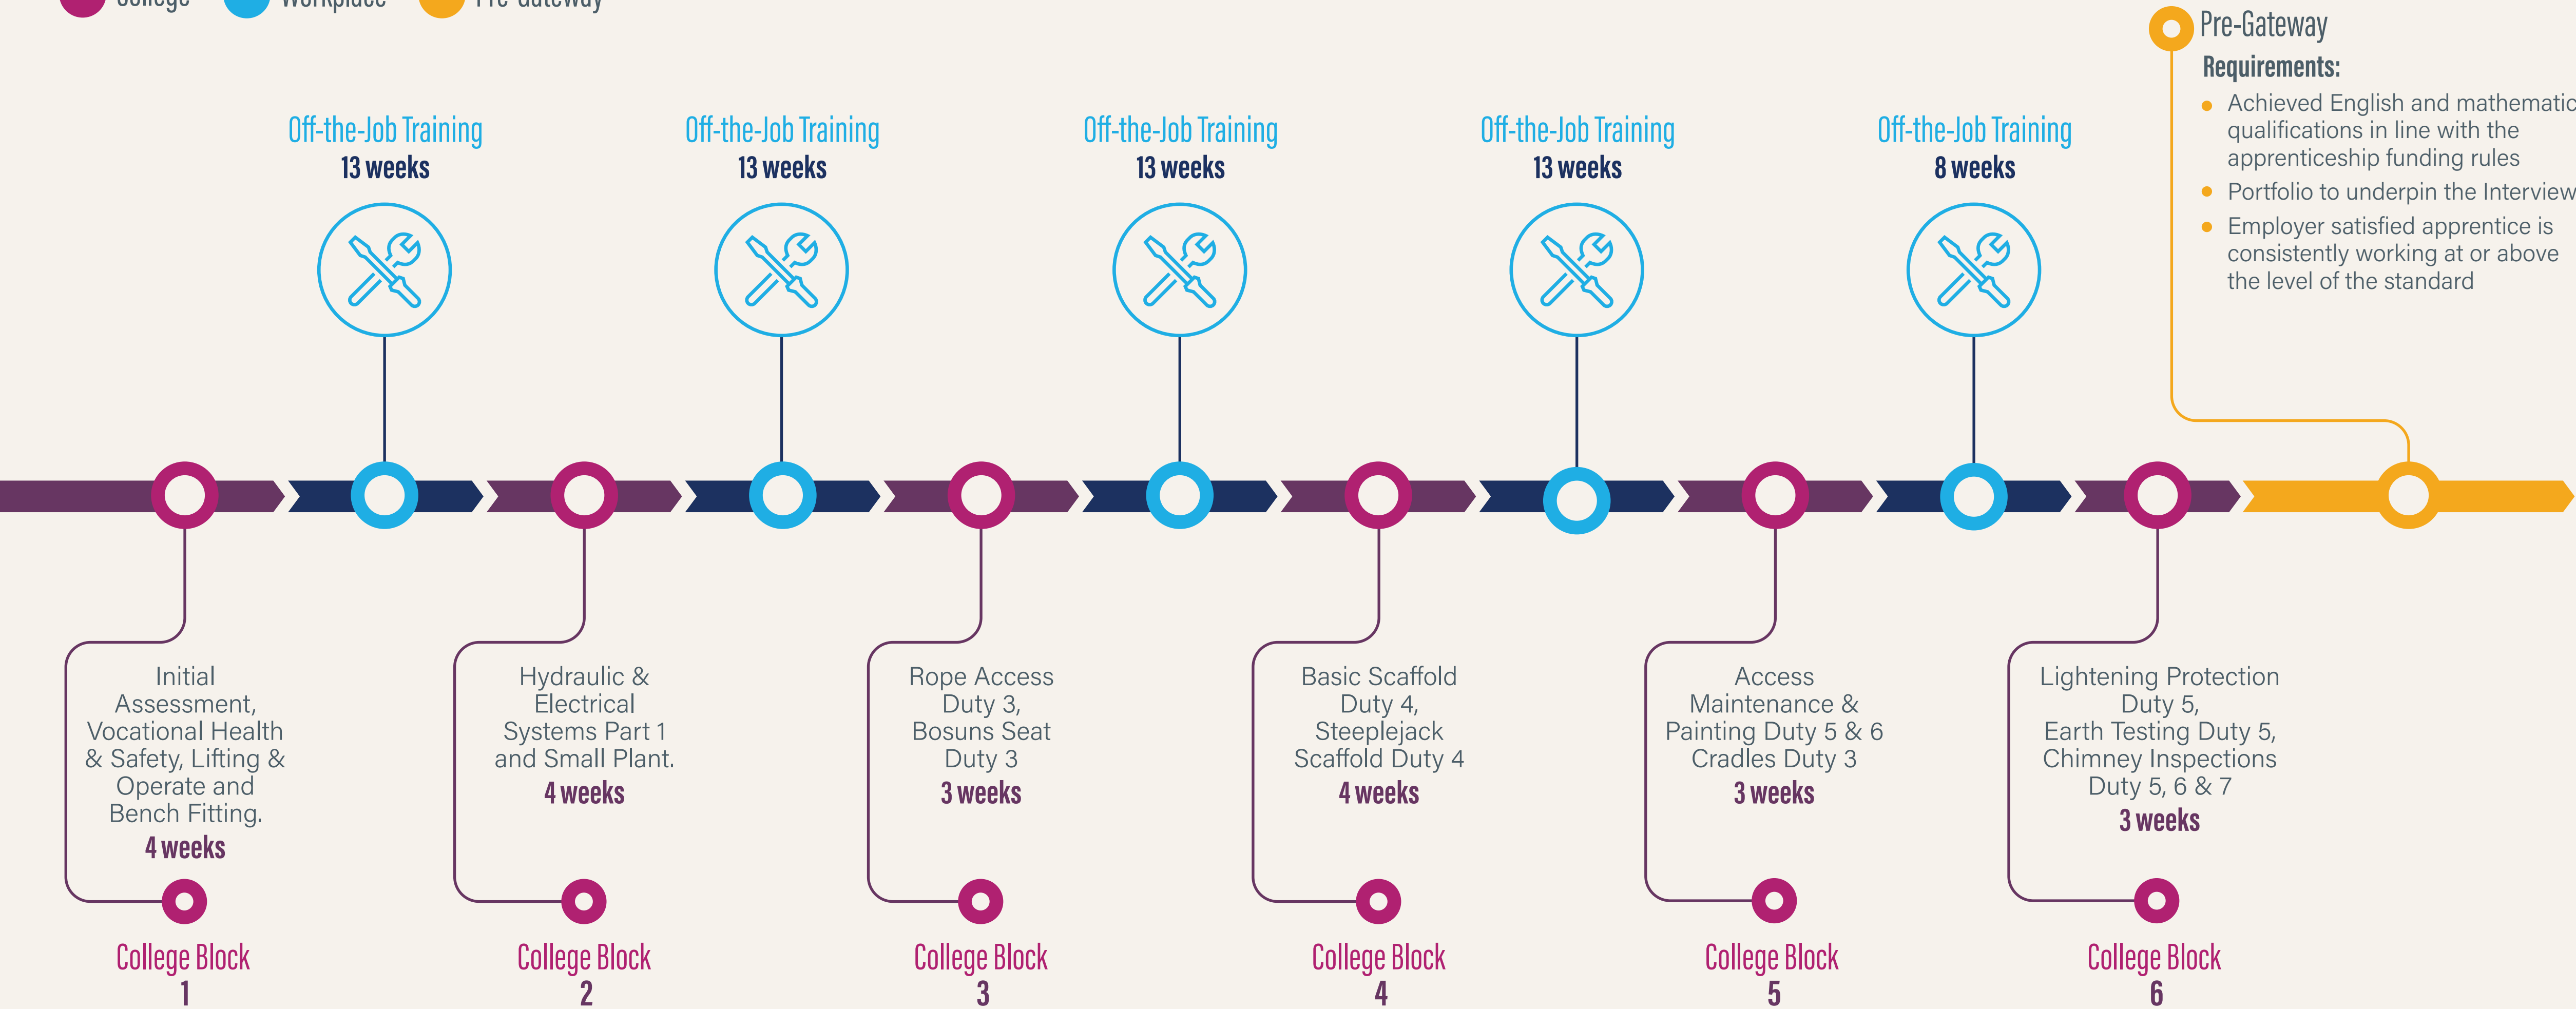 College Workplace Pre-Gateway
Pre-Gateway
Requirements:
Achieved English and mathematic
qualifications in line with the
apprenticeship funding rules
Portfolio to underpin the Interview
Employer satisfied apprentice is
consistently working at or above
the level of the standard
Off-the-Job Training
13 weeks
Off-the-Job Training
13 weeks
Off-the-Job Training
13 weeks
Off-the-Job Training
13 weeks
Off-the-Job Training
8 weeks
Initial
Assessment,
Vocational Health
& Safety, Lifting &
Operate and
Bench Fitting.
4 weeks
College Block
1
Hydraulic &
Electrical
Systems Part 1
and Small Plant.
4 weeks
College Block
2
Rope Access
Duty 3,
Bosuns Seat
Duty 3
3 weeks
College Block
3
Basic Scaffold
Duty 4,
Steeplejack
Scaffold Duty 4
4 weeks
College Block
4
Access
Maintenance &
Painting Duty 5 & 6
Cradles Duty 3
3 weeks
College Block
5
Lightening Protection
Duty 5,
Earth Testing Duty 5,
Chimney Inspections
Duty 5, 6 & 7
3 weeks
College Block
6